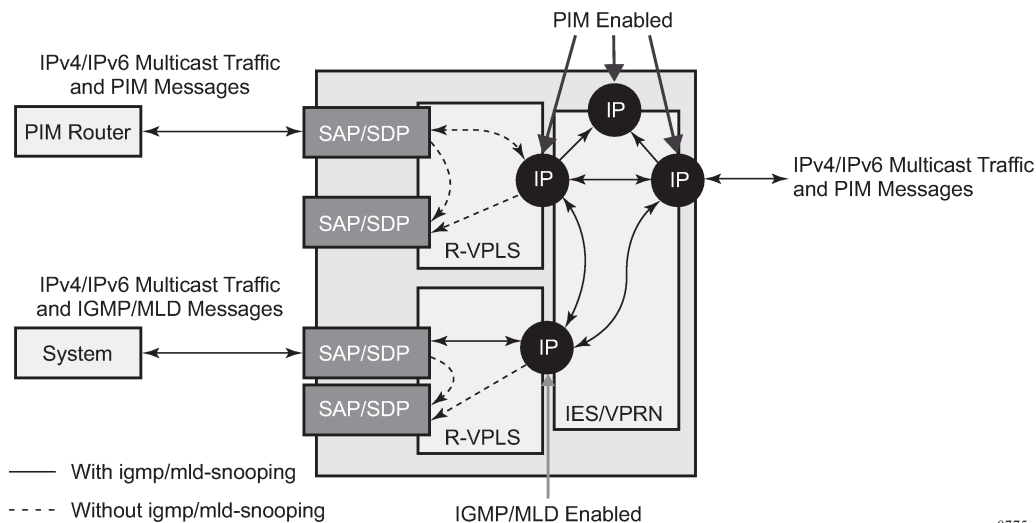 PIM Enabled
IPv4/IPv6 Multicast Traffic
and PIM Messages
PIM Router
SAP/SDP
SAP/SDP
R-VPLS
IP
IP
IP
IPv4/IPv6 Multicast Traffic
and PIM Messages
IPv4/IPv6 Multicast Traffic
and IGMP/MLD Messages
System
SAP/SDP
SAP/SDP
R-VPLS
IP
IES/VPRN
With igmp/mld-snooping
Without igmp/mld-snooping
IGMP/MLD Enabled